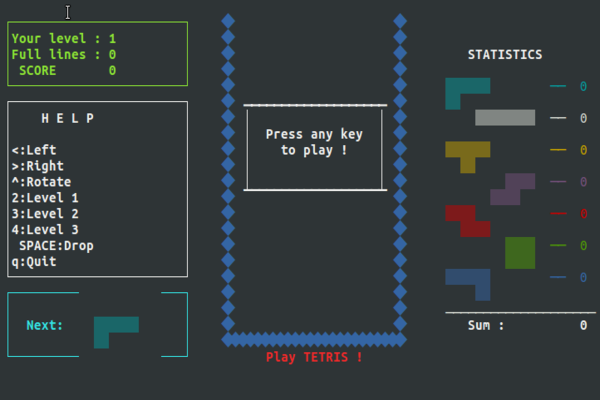 Your level : 1
Full lines : 0
SCORE 0
H E L P
<:Left
>:Right
^:Rotate
2:Level 1
3:Level 2
4:Level 3
SPACE:Drop
q:Quit
Next:
Press any key
to play !
Play TETRIS !
STATISTICS
— 0
— 0
— 0
— 0
— 0
— 0
— 0
Sum : 0